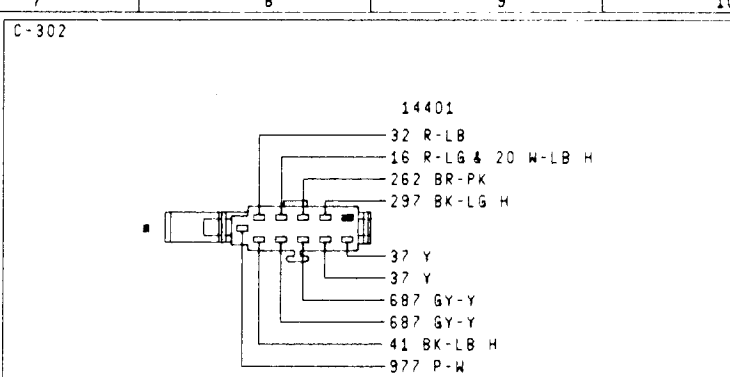 7 8 9 10
C-302
14401
32 R-LB
16 R-LG & 20 W-LB H
262 BR-PK
297 BK-LG H
37 Y
37 Y
687 GY-Y
687 GY-Y
41 BK-LB H
977 P-W